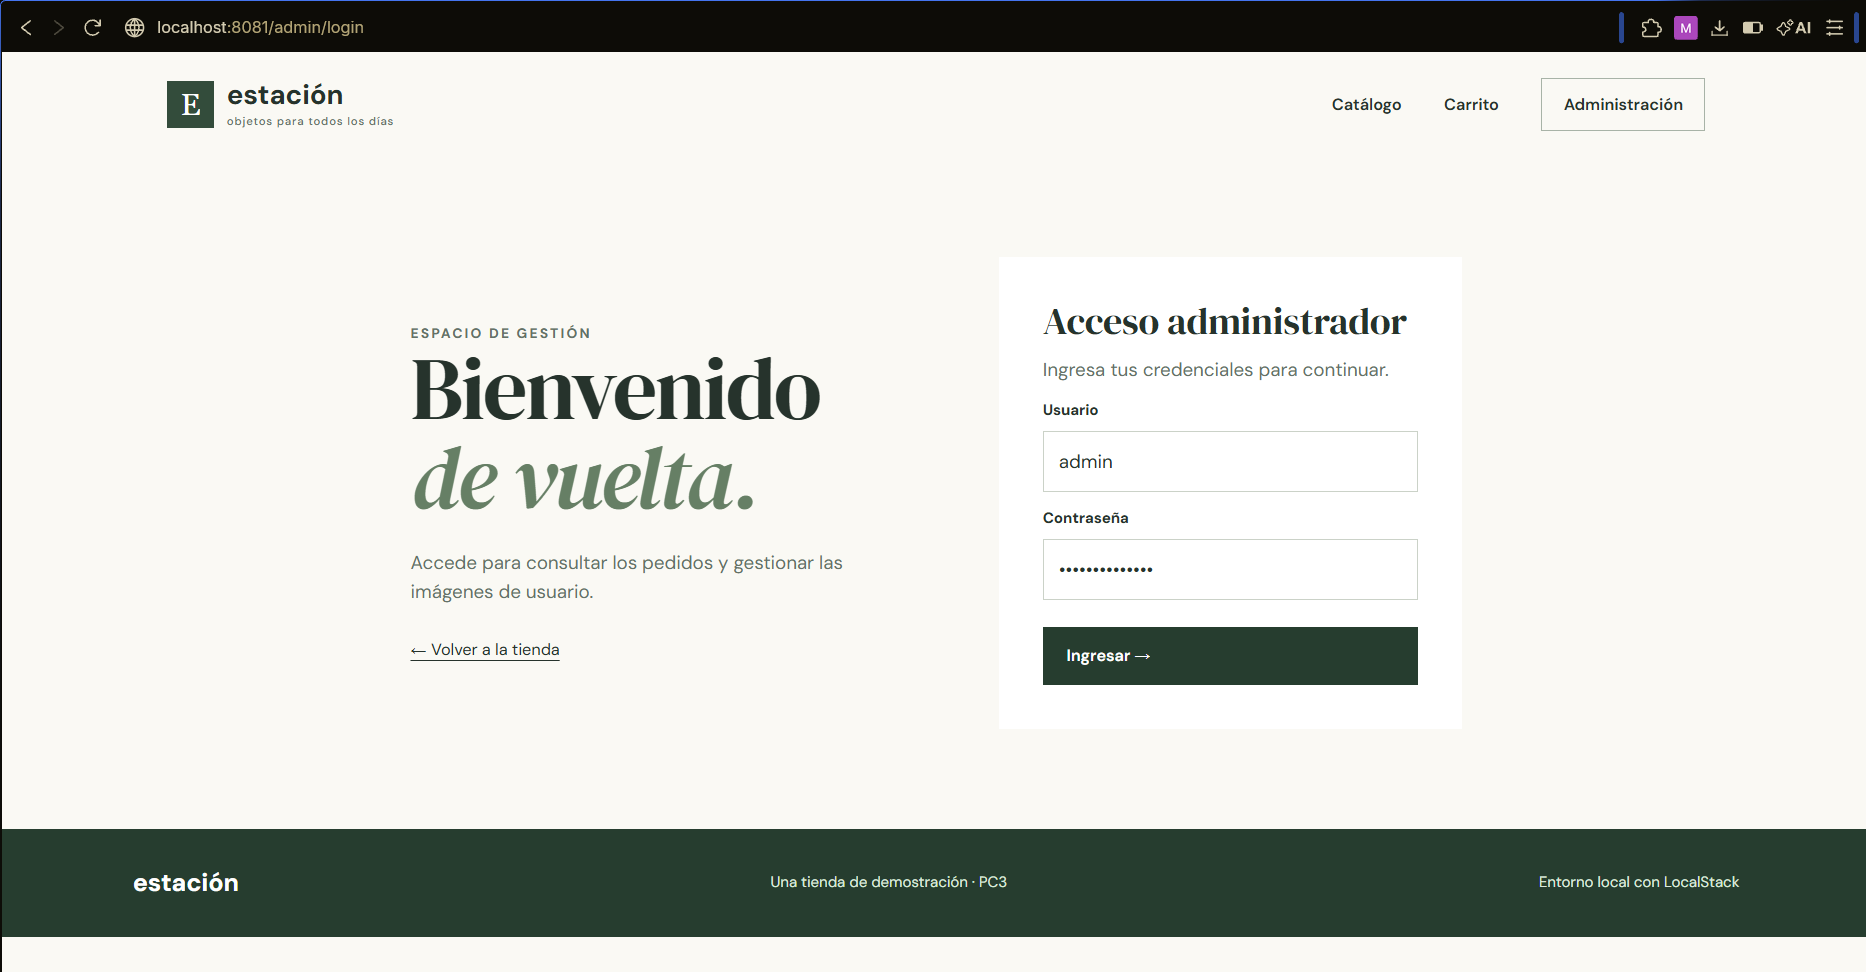 localhost:8081/admin/login
M
AI
E
estación
objetos para todos los días
Catálogo
Carrito
Administración
ESPACIO DE GESTIÓN
Bienvenido
de vuelta.
Accede para consultar los pedidos y gestionar las
imágenes de usuario.
← Volver a la tienda
Acceso administrador
Ingresa tus credenciales para continuar.
Usuario
admin
Contraseña
••••••••••••••
Ingresar →
estación
Una tienda de demostración · PC3
Entorno local con LocalStack